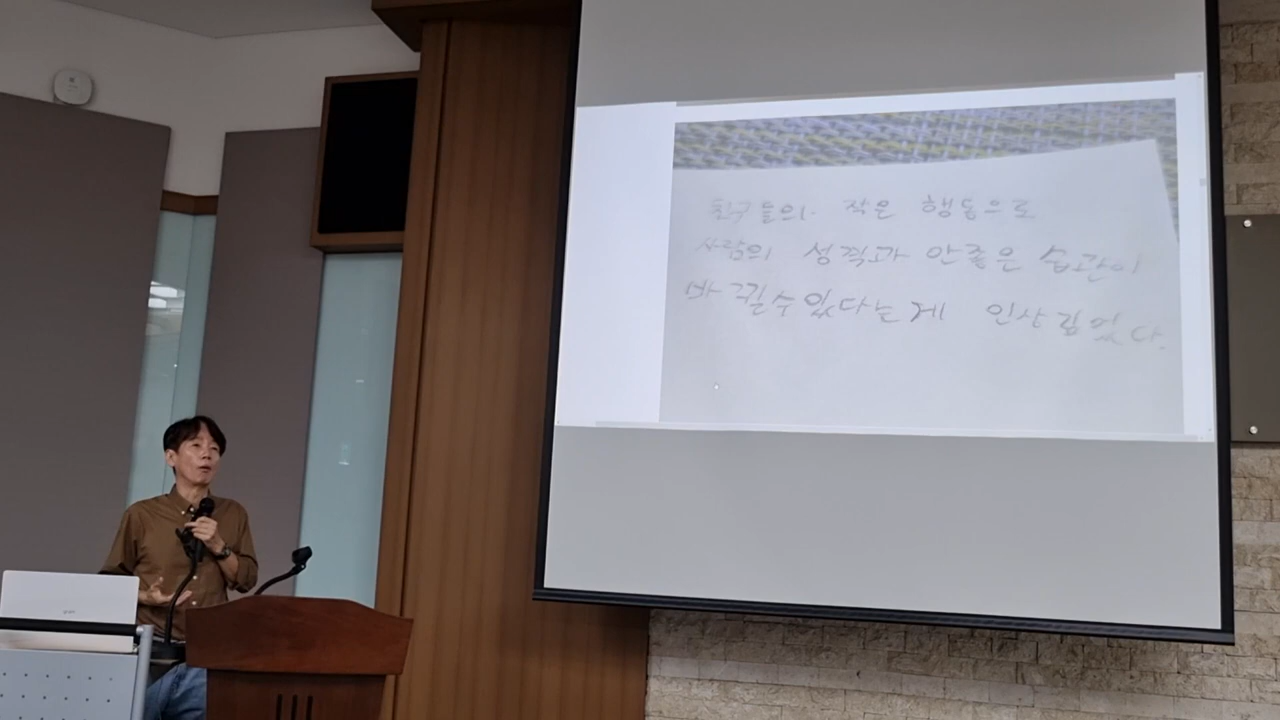 친구들의 작은 행동으로
사람의 성격과 안좋은 습관이
바뀔수있다는게 인상깊었다.
gram